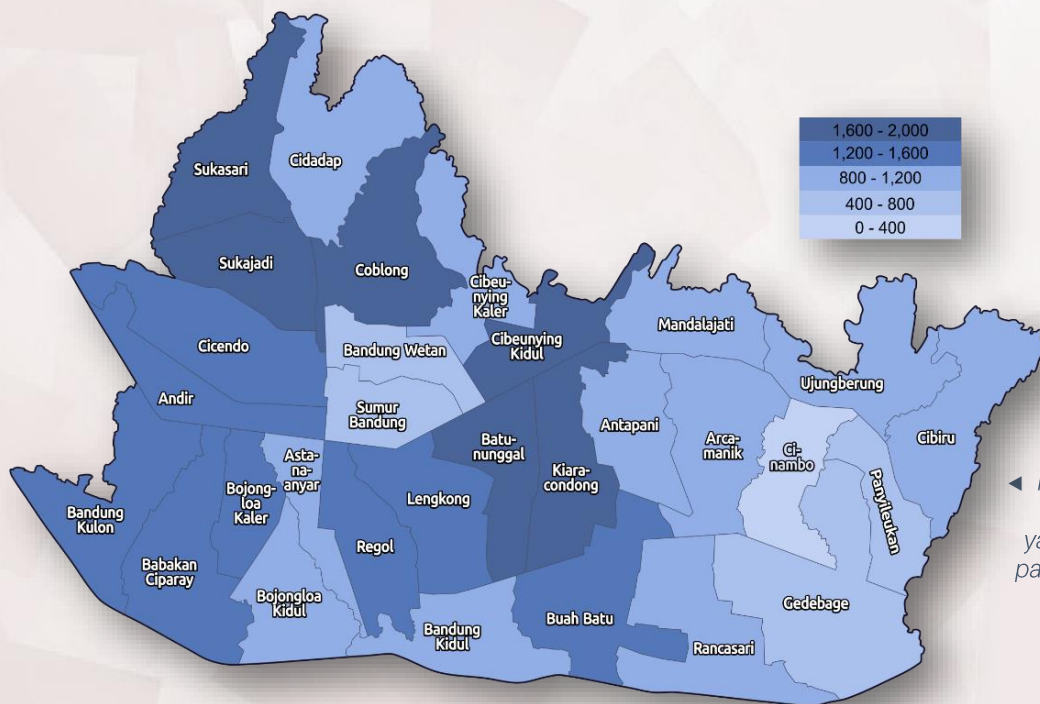 1,600 - 2,000
1,200 - 1,600
800 - 1,200
400 - 800
0 - 400
Sukasari
Cidadap
Sukajadi
Coblong
Cibeu-
nying
Kaler
Cicendo
Bandung Wetan
Cibeunying
Kidul
Mandalajati
Ujungberung
Andir
Sumur
Bandung
Antapani
Arca-
manik
Ci-
nambo
Cibiru
Batu-
nunggal
Kiara-
condong
Asta-
na-
anyar
Bojong-
loa
Kaler
Lengkong
Panyileukan
Bandung
Kulon
Babakan
Ciparay
Regol
Bojongloa
Kidul
Bandung
Kidul
Buah Batu
Gedebage
Rancasari
ya
pa